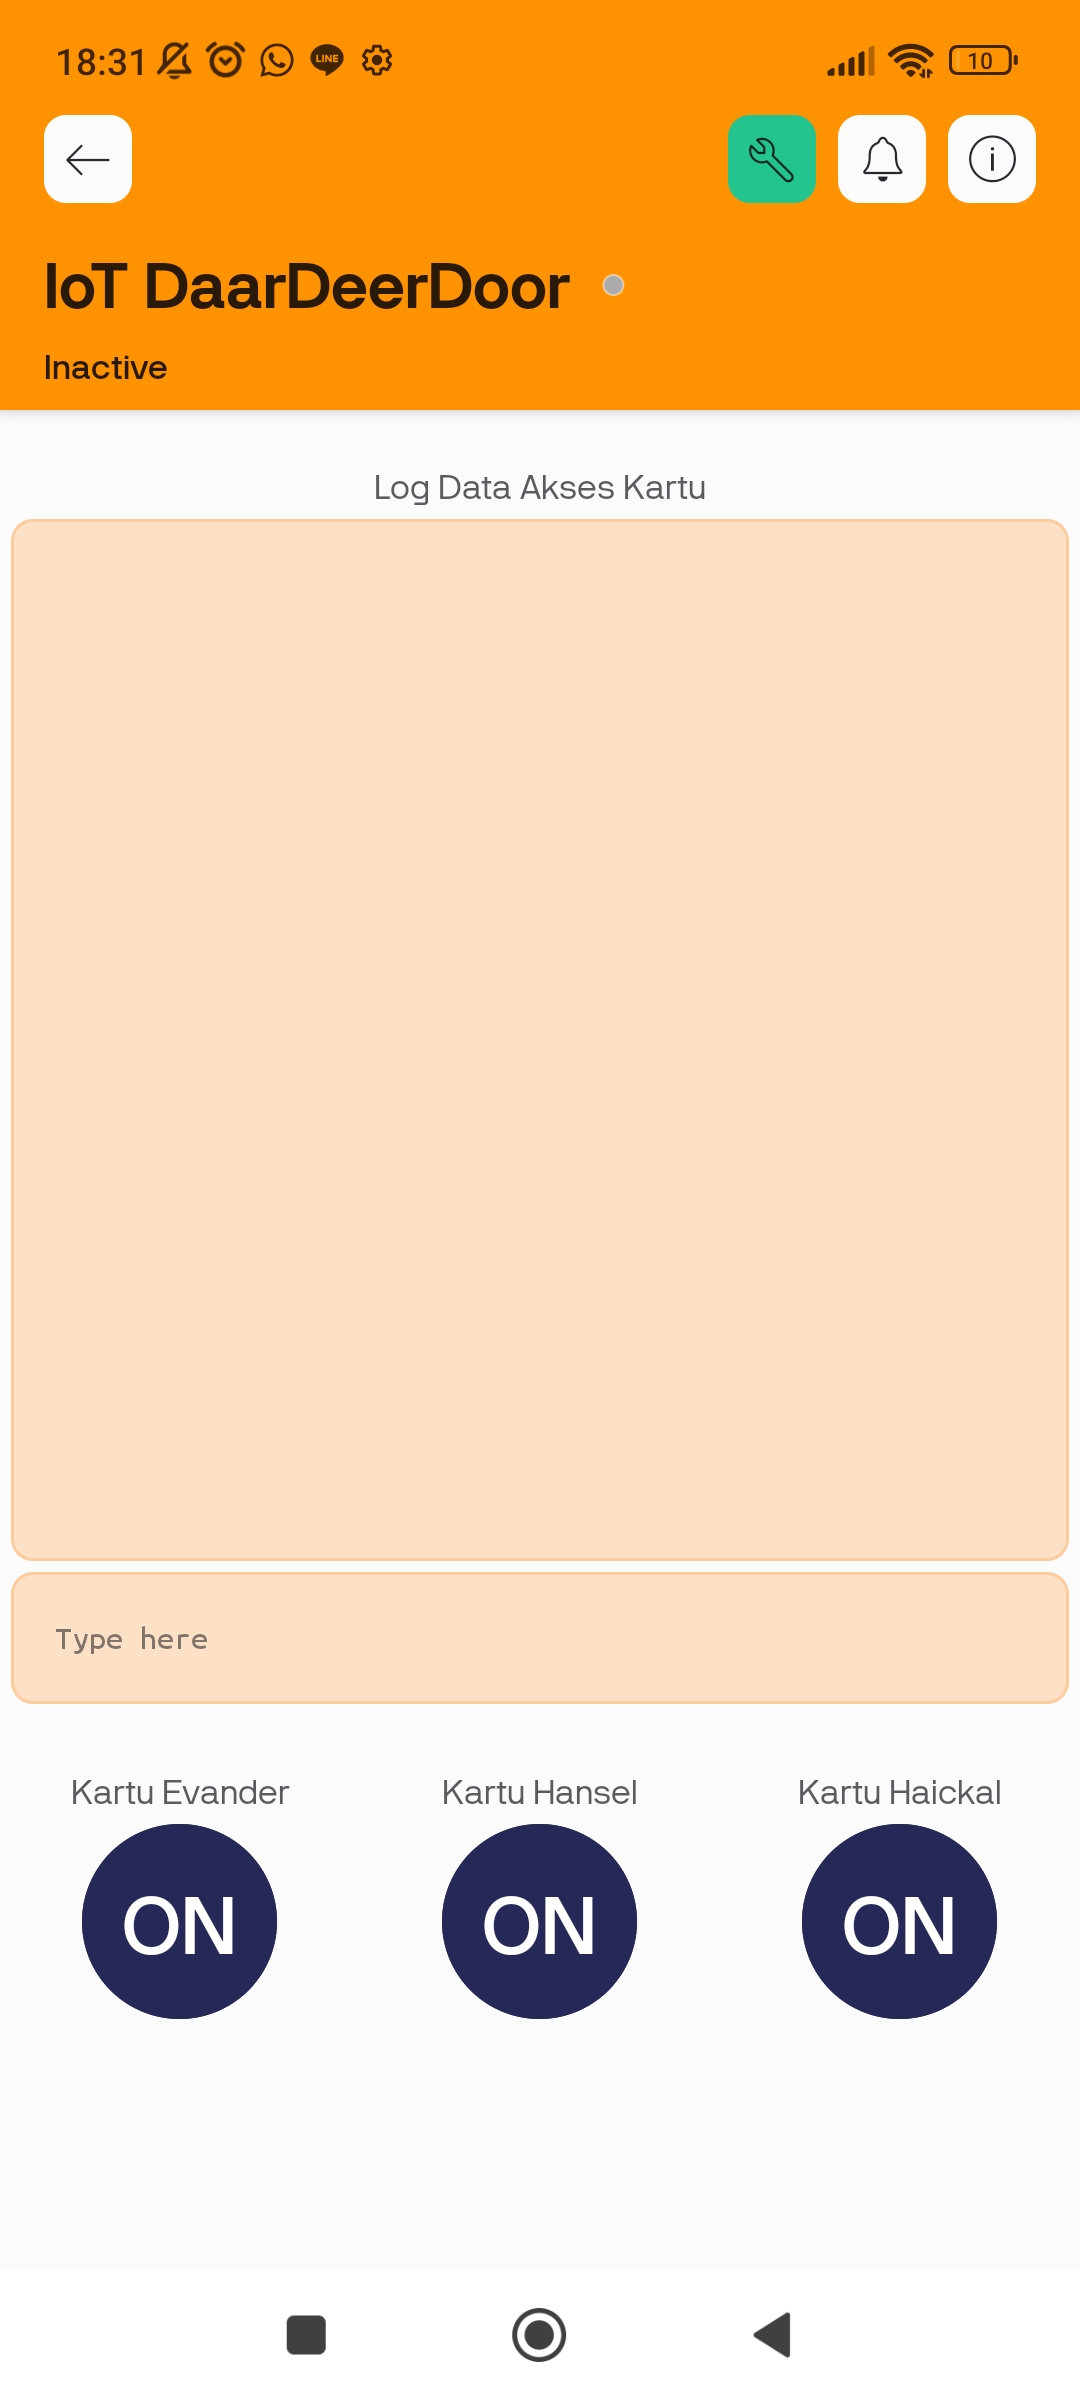 18:31 LINE 10
IoT DaarDeerDoor
Inactive
Log Data Akses Kartu
Type here
Kartu Evander Kartu Hansel Kartu Haickal
ON ON ON